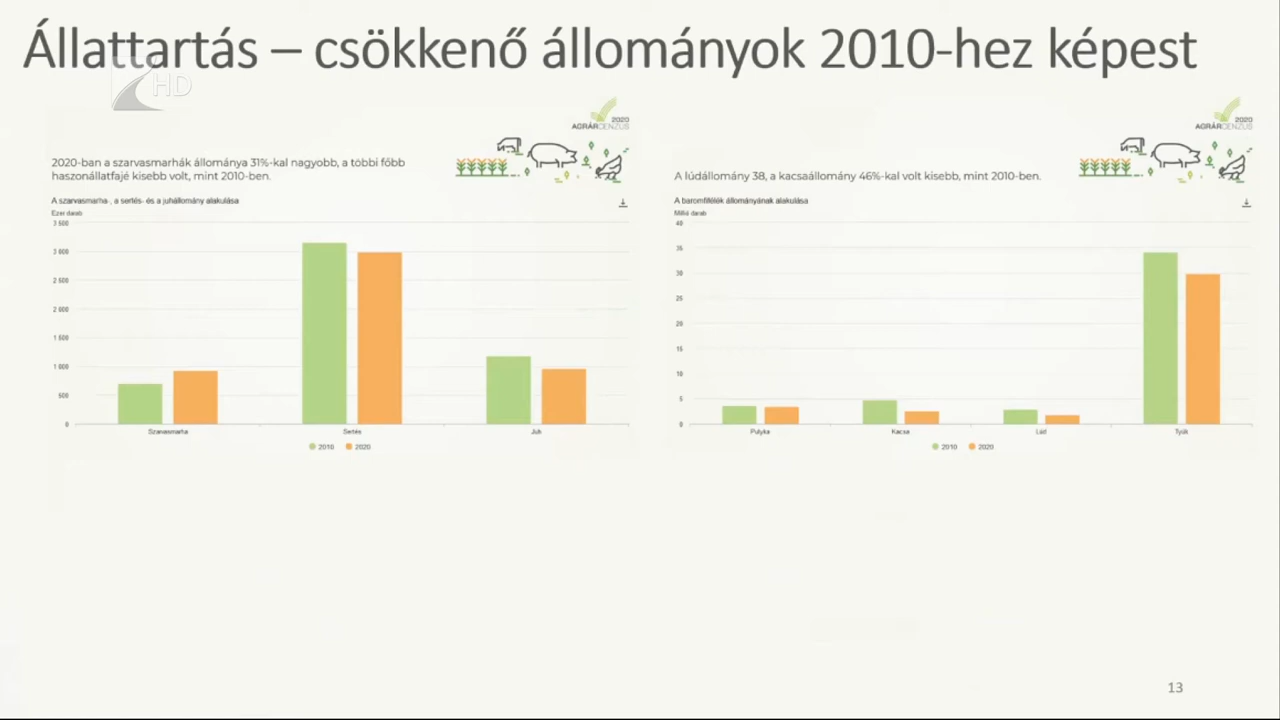 Állattartás – csökkenő állományok 2010-hez képest
HD
2020
AGRÁRCENZUS
2020-ban a szarvasmarhák állománya 31%-kal nagyobb, a többi főbb
haszonállatfajé kisebb volt, mint 2010-ben.
A szarvasmarha-, a sertés- és a juhállomány alakulása
Ezer darab
3 500
3 000
2 500
2 000
1 500
1 000
500
0
Szarvasmarha
Sertés
Juh
2010
2020
2020
AGRÁRCENZUS
A lúdállomány 38, a kacsaállomány 46%-kal volt kisebb, mint 2010-ben.
A baromfifélék állományának alakulása
Millió darab
40
35
30
25
20
15
10
5
0
Pulyka
Kacsa
Lúd
Tyúk
2010
2020
13